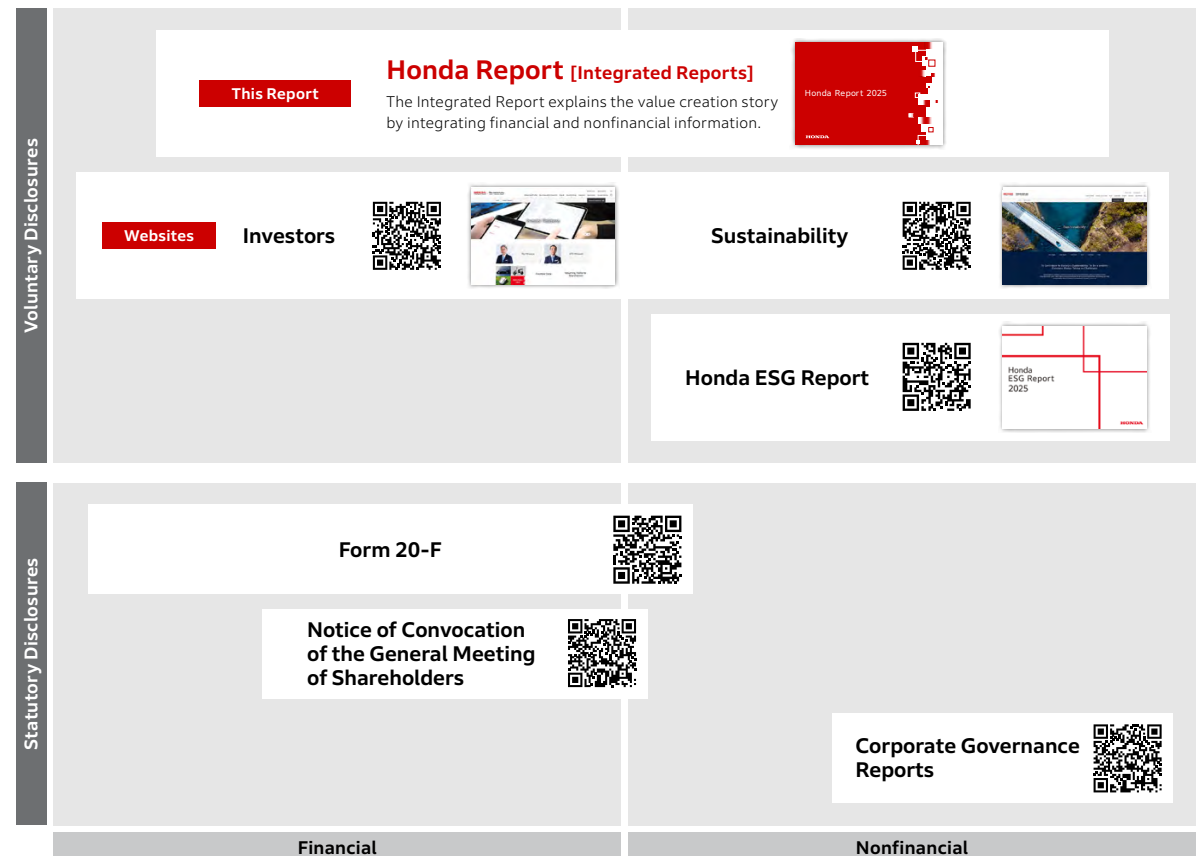 Voluntary Disclosures
This Report
Honda Report [Integrated Reports]
The Integrated Report explains the value creation story
by integrating financial and nonfinancial information.
Honda Report 2025
HONDA
Websites
Investors
Sustainability
Honda ESG Report
Honda
ESG Report
2025
HONDA
Statutory Disclosures
Form 20-F
Notice of Convocation
of the General Meeting
of Shareholders
Corporate Governance
Reports
Financial
Nonfinancial